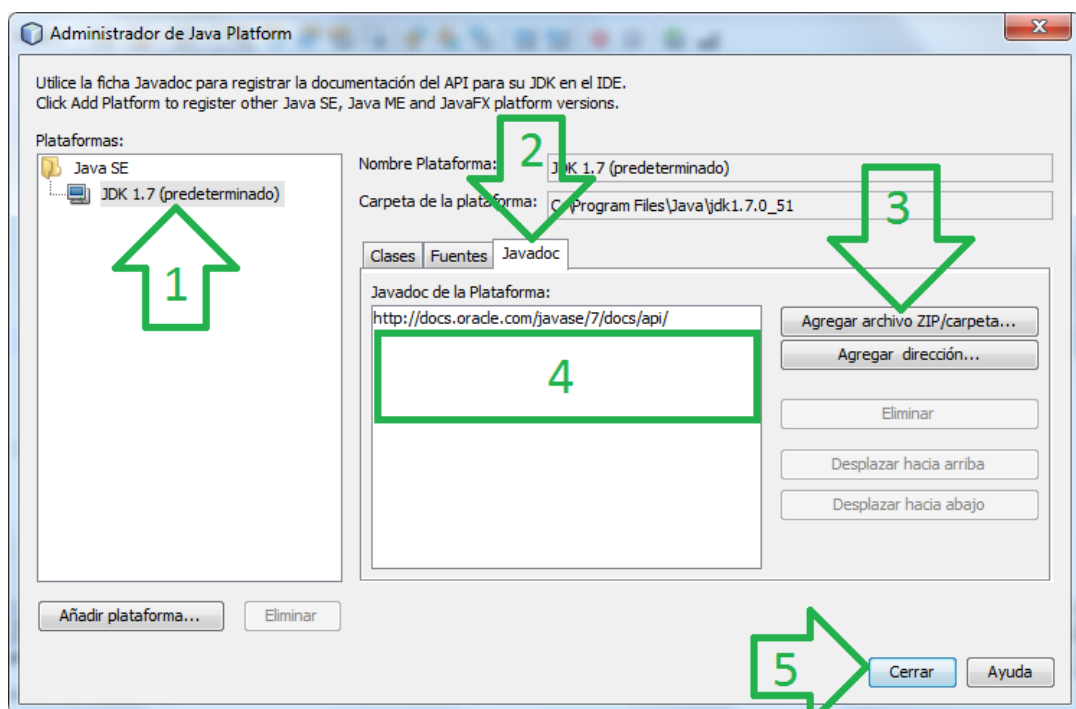 Administrador de Java Platform
Utilice la ficha Javadoc para registrar la documentación del API para su JDK en el IDE.
Click Add Platform to register other Java SE, Java ME and JavaFX platform versions.
Plataformas:
Java SE
JDK 1.7 (predeterminado)
1
2
Nombre Plataforma:
JDK 1.7 (predeterminado)
Carpeta de la plataforma:
C:\Program Files\Java\jdk1.7.0_51
3
Clases Fuentes Javadoc
Javadoc de la Plataforma:
http://docs.oracle.com/javase/7/docs/api/
4
Agregar archivo ZIP/carpeta...
Agregar dirección...
Eliminar
Desplazar hacia arriba
Desplazar hacia abajo
Añadir plataforma... Eliminar
5
Cerrar Ayuda